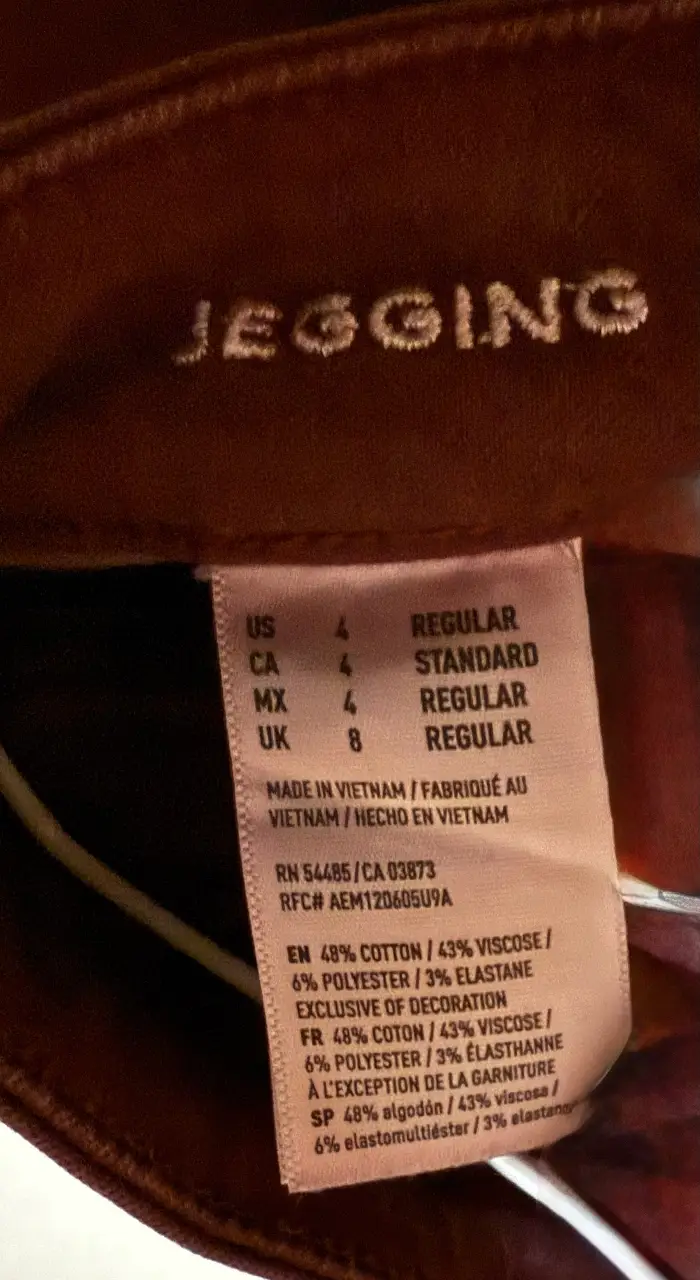 JEGGING
US 4 REGULAR
CA 4 STANDARD
MX 4 REGULAR
UK 8 REGULAR
MADE IN VIETNAM / FABRIQUÉ AU
VIETNAM / HECHO EN VIETNAM
RN 54485/CA 03873
RFC# AEM120605U9A
EN 48% COTTON / 43% VISCOSE /
6% POLYESTER / 3% ELASTANE
EXCLUSIVE OF DECORATION
FR 48% COTON / 43% VISCOSE /
6% POLYESTER / 3% ÉLASTHANNE
À L'EXCEPTION DE LA GARNITURE
SP 48% algodón / 43% viscosa /
6% elastomultiéster / 3% elastano